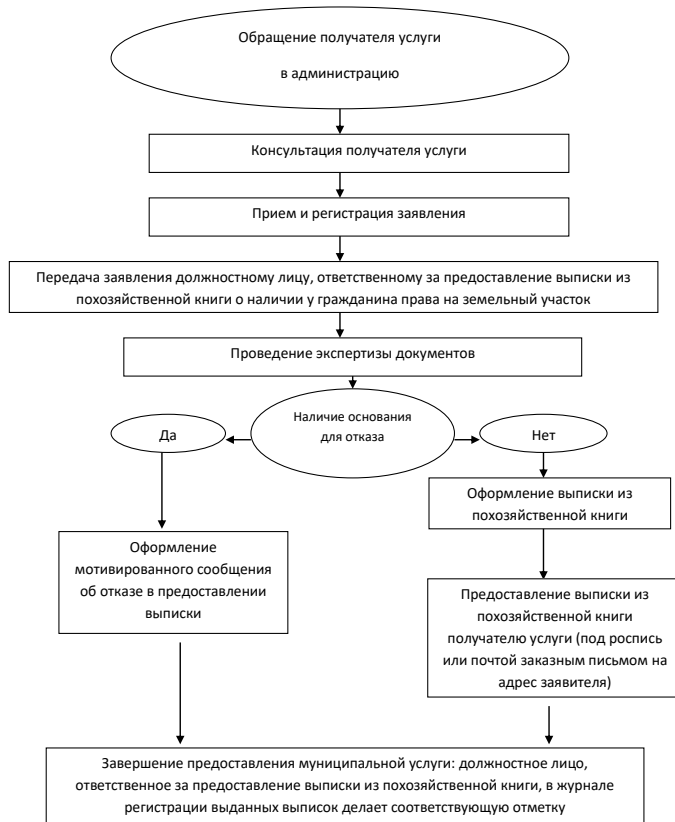 Обращение получателя услуги
в администрацию
Консультация получателя услуги
Прием и регистрация заявления
Передача заявления должностному лицу, ответственному за предоставление выписки из
похозяйственной книги о наличии у гражданина права на земельный участок
Проведение экспертизы документов
Наличие основания
для отказа
Да
Нет
Оформление выписки из
похозяйственной книги
Оформление
мотивированного сообщения
об отказе в предоставлении
выписки
Предоставление выписки из
похозяйственной книги
получателю услуги (под роспись
или почтой заказным письмом на
адрес заявителя)
Завершение предоставления муниципальной услуги: должностное лицо,
ответственное за предоставление выписки из похозяйственной книги, в журнале
регистрации выданных выписок делает соответствующую отметку